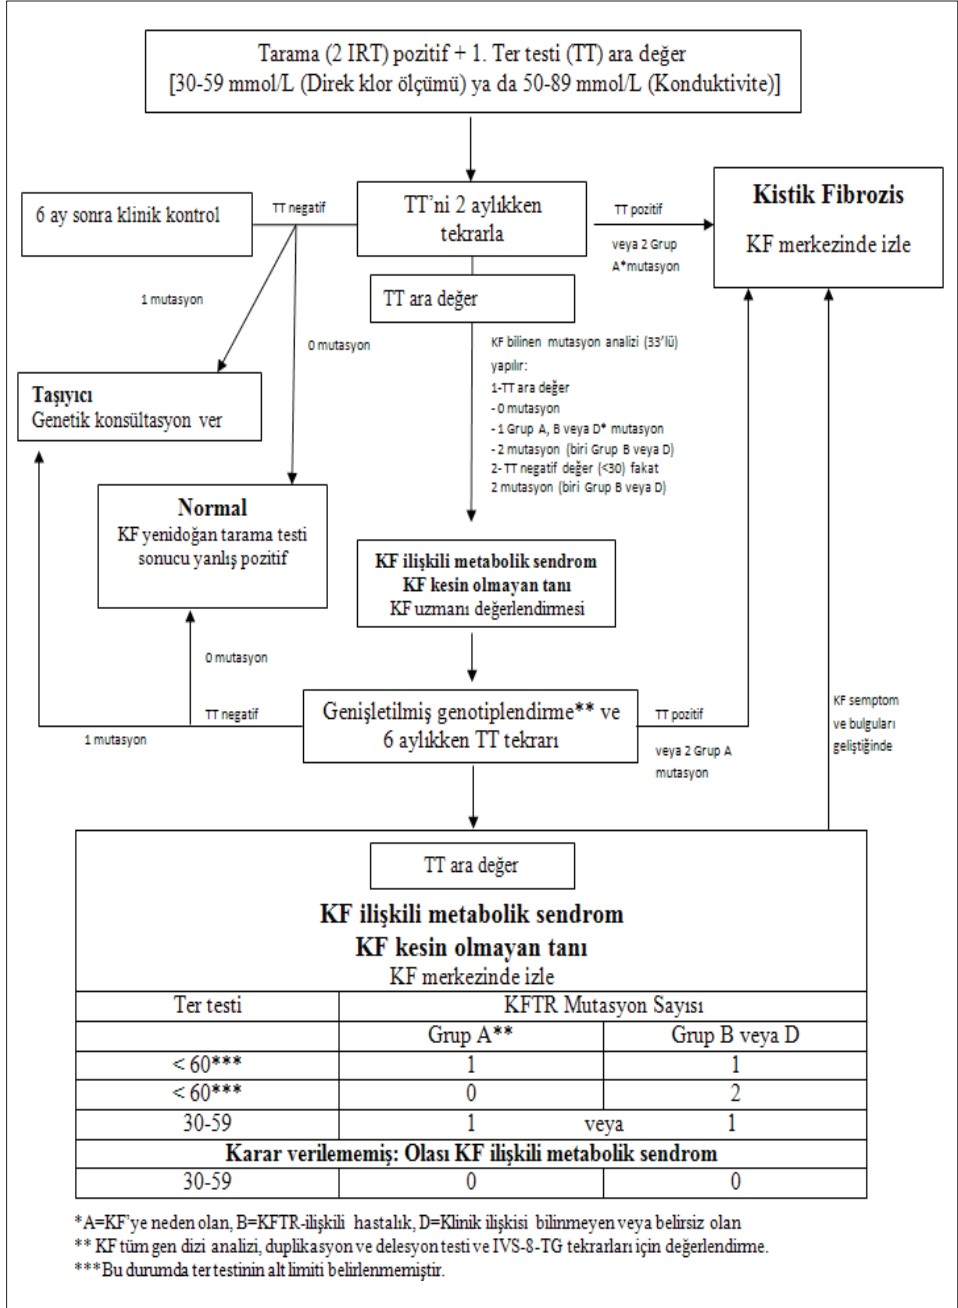 Tarama (2 IRT) pozitif + 1. Ter testi (TT) ara değer
[30-59 mmol/L (Direk klor ölçümü) ya da 50-89 mmol/L (Konduktivite)]
6 ay sonra klinik kontrol
TT negatif
TT'ni 2 aylıkken
tekrarla
TT pozitif
veya 2 Grup
A*mutasyon
Kistik Fibrozis
KF merkezinde izle
TT ara değer
1 mutasyon
0 mutasyon
KF bilinen mutasyon analizi (33'lü)
yapılır:
1-TT ara değer
- 0 mutasyon
- 1 Grup A, B veya D* mutasyon
- 2 mutasyon (biri Grup B veya D)
2- TT negatif değer (<30) fakat
2 mutasyon (biri Grup B veya D)
Taşıyıcı
Genetik konsültasyon ver
Normal
KF yenidoğan tarama testi
sonucu yanlış pozitif
KF ilişkili metabolik sendrom
KF kesin olmayan tanı
KF uzmanı değerlendirmesi
0 mutasyon
TT negatif
1 mutasyon
Genişletilmiş genotiplendirme** ve
6 aylıkken TT tekrarı
TT pozitif
veya 2 Grup A
mutasyon
KF semptom
ve bulguları
geliştiğinde
TT ara değer
KF ilişkili metabolik sendrom
KF kesin olmayan tanı
KF merkezinde izle
Ter testi KFTR Mutasyon Sayısı
Grup A** Grup B veya D
< 60*** 1 1
< 60*** 0 2
30-59 1 veya 1
Karar verilememiş: Olası KF ilişkili metabolik sendrom
30-59 0 0
*A=KF'ye neden olan, B=KFTR-ilişkili hastalık, D=Klinik ilişkisi bilinmeyen veya belirsiz olan
** KF tüm gen dizi analizi, duplikasyon ve delesyon testi ve IVS-8-TG tekrarları için değerlendirme.
***Bu durumda ter testinin alt limiti belirlenmemiştir.